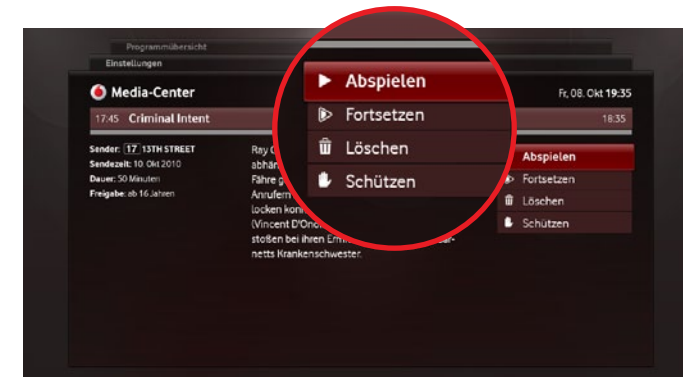 Programmübersicht
Einstellungen
Media-Center
Fr, 08. Okt 19:35
17:45 Criminal Intent
18:35
Sender: 17 13TH STREET
Sendezeit: 10. Okt 2010
Dauer: 50 Minuten
Freigabe: ab 16 Jahren
Ray
abhän
Fähre g
Anrufern
locken kon
(Vincent D'Ono
stoßen bei ihren Erm
netts Krankenschwester.
Abspielen
Fortsetzen
Löschen
Schützen
Abspielen
Fortsetzen
Löschen
Schützen